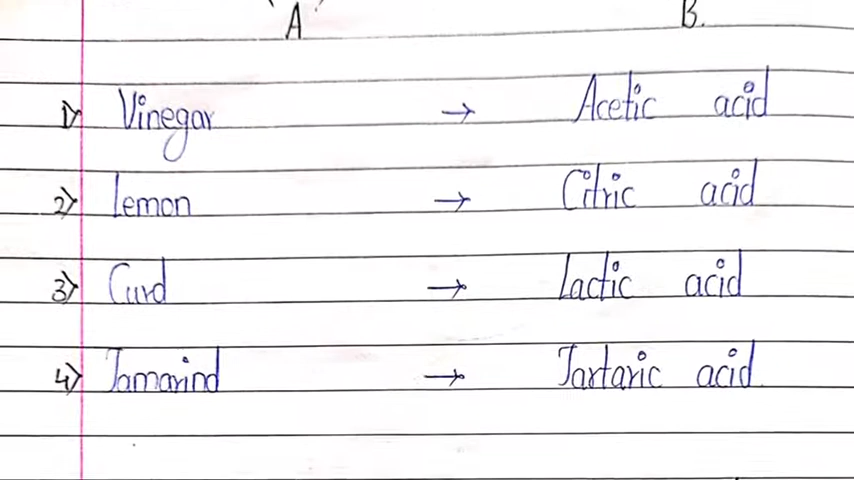 A B.
1) Vinegar → Acetic acid
2) Lemon → Citric acid
3) Curd → Lactic acid
4) Tamarind → Tartaric acid